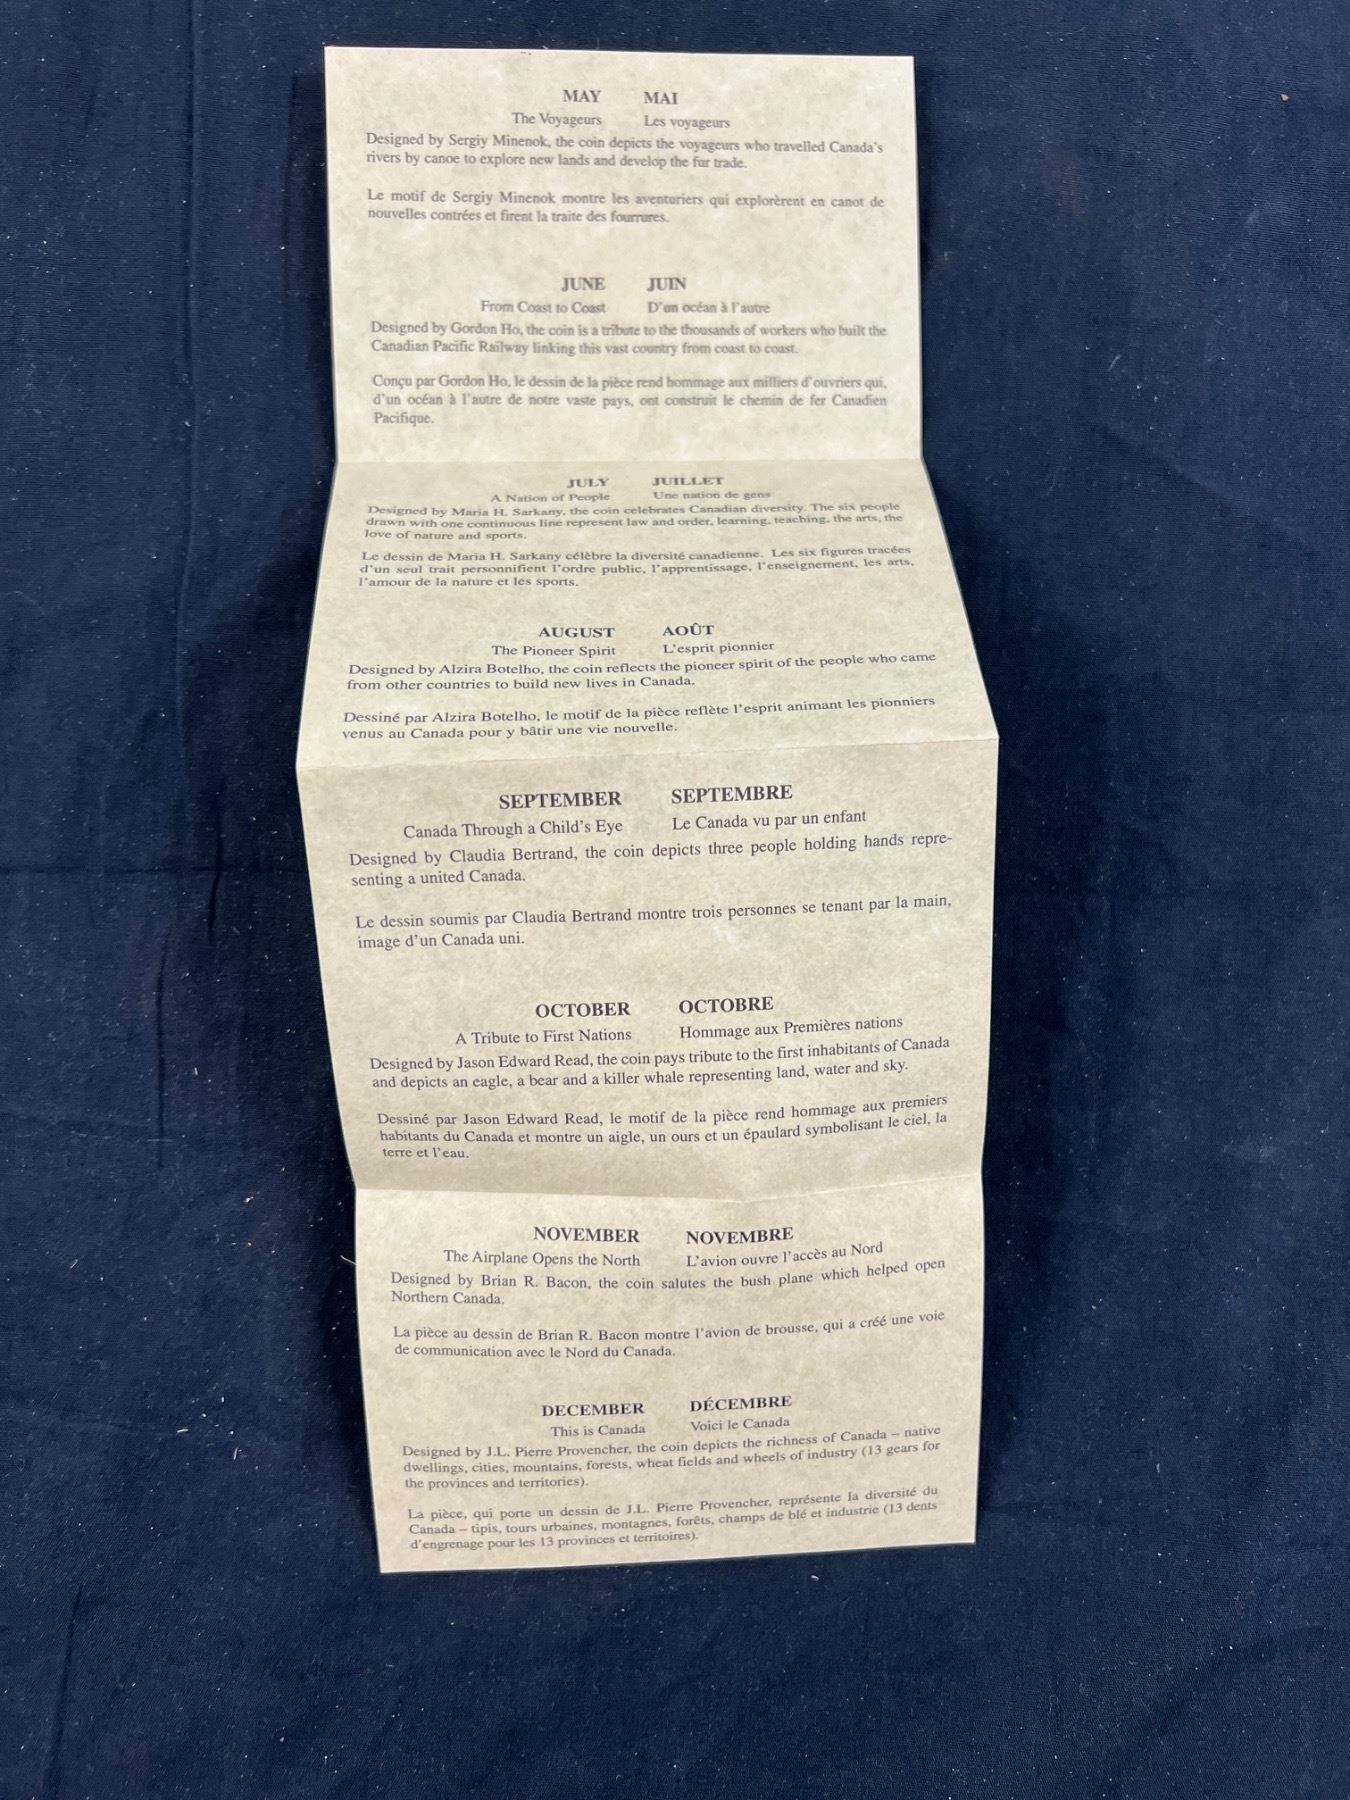 MAY MAI
The Voyageurs Les voyageurs
Designed by Sergiy Minenok, the coin depicts the voyageurs who travelled Canada's
rivers by canoe to explore new lands and develop the fur trade.
Le motif de Sergiy Minenok montre les aventuriers qui explorèrent en canot de
nouvelles contrées et firent la traite des fourrures.
JUNE JUIN
From Coast to Coast D'un océan à l'autre
Designed by Gordon Ho, the coin is a tribute to the thousands of workers who built the
Canadian Pacific Railway linking this vast country from coast to coast.
Conçu par Gordon Ho, le dessin de la pièce rend hommage aux milliers d'ouvriers qui,
d'un océan à l'autre de notre vaste pays, ont construit le chemin de fer Canadien
Pacifique.
JULY JUILLET
A Nation of People Une nation de gens
Designed by Maria H. Sarkany, the coin celebrates Canadian diversity. The six people
drawn with one continuous line represent law and order, learning, teaching, the arts, the
love of nature and sports.
Le dessin de Maria H. Sarkany célèbre la diversité canadienne. Les six figures tracées
d'un seul trait personnifient l'ordre public, l'apprentissage, l'enseignement, les arts,
l'amour de la nature et les sports.
AUGUST AOÛT
The Pioneer Spirit L'esprit pionnier
Designed by Alzira Botelho, the coin reflects the pioneer spirit of the people who came
from other countries to build new lives in Canada.
Dessiné par Alzira Botelho, le motif de la pièce reflète l'esprit animant les pionniers
venus au Canada pour y bâtir une vie nouvelle.
SEPTEMBER SEPTEMBRE
Canada Through a Child's Eye Le Canada vu par un enfant
Designed by Claudia Bertrand, the coin depicts three people holding hands repre-
senting a united Canada.
Le dessin soumis par Claudia Bertrand montre trois personnes se tenant par la main,
image d'un Canada uni.
OCTOBER OCTOBRE
A Tribute to First Nations Hommage aux Premières nations
Designed by Jason Edward Read, the coin pays tribute to the first inhabitants of Canada
and depicts an eagle, a bear and a killer whale representing land, water and sky.
Dessiné par Jason Edward Read, le motif de la pièce rend hommage aux premiers
habitants du Canada et montre un aigle, un ours et un épaulard symbolisant le ciel, la
terre et l'eau.
NOVEMBER NOVEMBRE
The Airplane Opens the North L'avion ouvre l'accès au Nord
Designed by Brian R. Bacon, the coin salutes the bush plane which helped open
Northern Canada.
La pièce au dessin de Brian R. Bacon montre l'avion de brousse, qui a créé une voie
de communication avec le Nord du Canada.
DECEMBER DÉCEMBRE
This is Canada Voici le Canada
Designed by J.L. Pierre Provencher, the coin depicts the richness of Canada – native
dwellings, cities, mountains, forests, wheat fields and wheels of industry (13 gears for
the provinces and territories).
La pièce, qui porte un dessin de J.L. Pierre Provencher, représente la diversité du
Canada – tipis, tours urbaines, montagnes, forêts, champs de blé et industrie (13 dents
d'engrenage pour les 13 provinces et territoires).